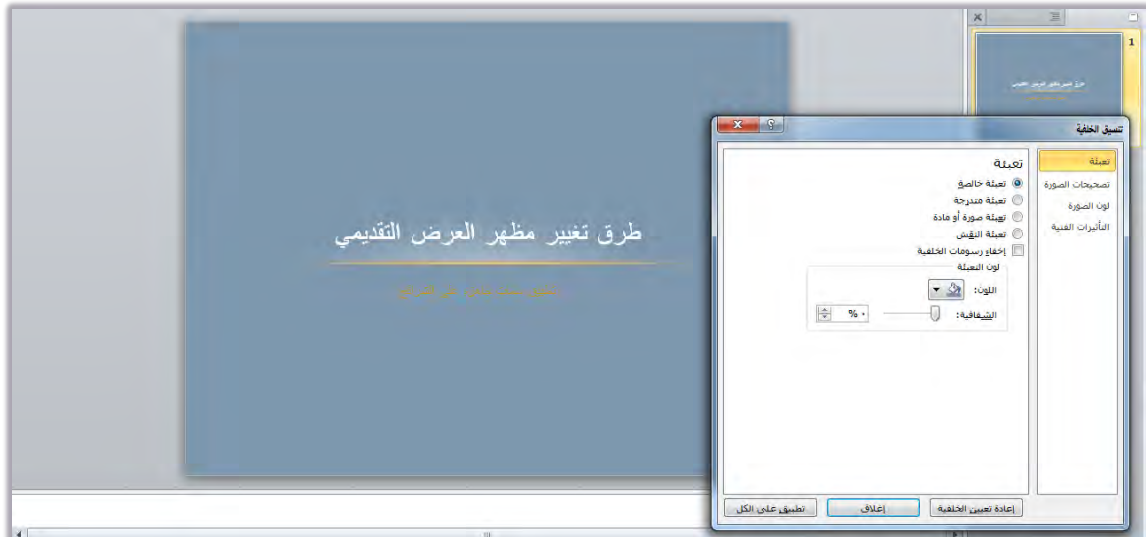 1
طرق تغيير مظهر العرض التقديمي
تنسيق الخلفية
تعبئة
تصحيحات الصورة
لون الصورة
التأثيرات الفنية
تعبئة
تعبئة خالصة
تعبئة متدرجة
تعبئة صورة أو مادة
تعبئة النقش
إخفاء رسومات الخلفية
لون التعبئة
اللون:
الشفافية: ٠ %
إعادة تعيين الخلفية
إغلاق
تطبيق على الكل